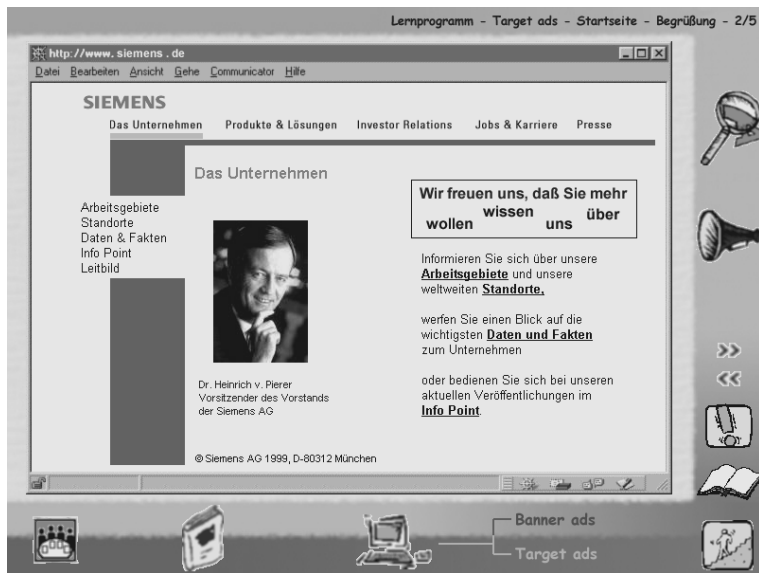 Lernprogramm - Target ads - Startseite - Begrüßung - 2/5
http://www. siemens . de
Datei Bearbeiten Ansicht Gehe Communicator Hilfe
SIEMENS
Das Unternehmen Produkte & Lösungen Investor Relations Jobs & Karriere Presse
Das Unternehmen
Arbeitsgebiete
Standorte
Daten & Fakten
Info Point
Leitbild
Dr. Heinrich v. Pierer
Vorsitzender des Vorstands
der Siemens AG
Wir freuen uns, daß Sie mehr
wollen wissen uns über
Informieren Sie sich über unsere
Arbeitsgebiete und unsere
weltweiten Standorte,
werfen Sie einen Blick auf die
wichtigsten Daten und Fakten
zum Unternehmen
oder bedienen Sie sich bei unseren
aktuellen Veröffentlichungen im
Info Point.
© Siemens AG 1999, D-80312 München
Banner ads
Target ads